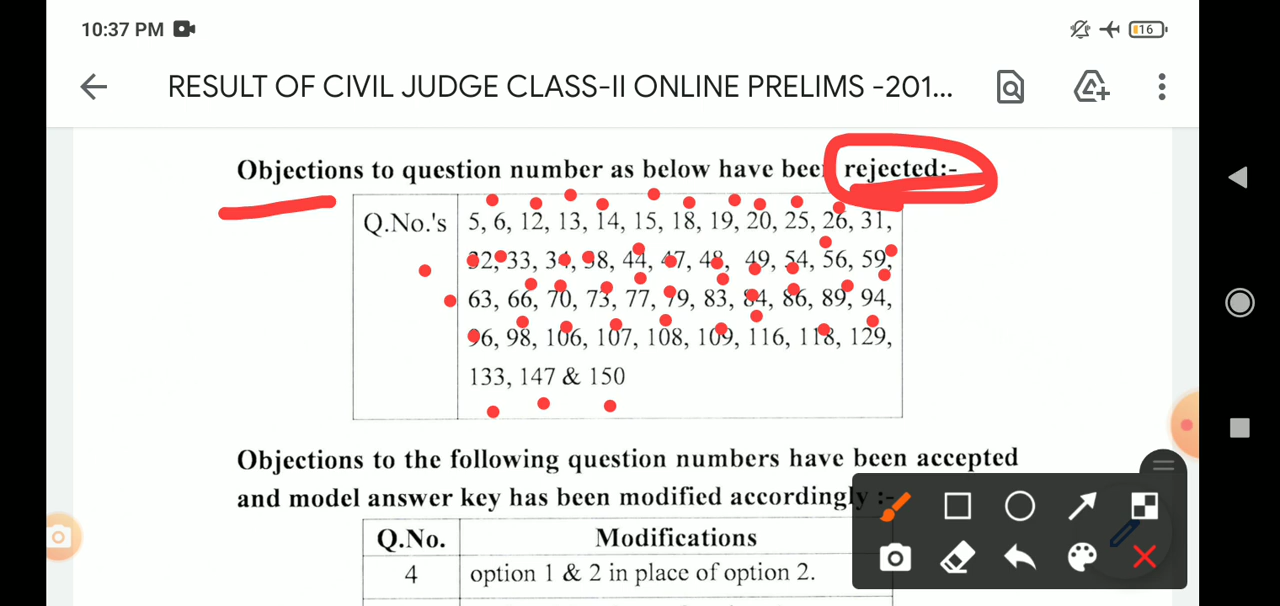 10:37 PM
16
RESULT OF CIVIL JUDGE CLASS-II ONLINE PRELIMS -201...
Objections to question number as below have been rejected:-
Q.No.'s 5, 6, 12, 13, 14, 15, 18, 19, 20, 25, 26, 31,
32, 33, 34, 38, 44, 47, 48, 49, 54, 56, 59,
63, 66, 70, 73, 77, 79, 83, 84, 86, 89, 94,
96, 98, 106, 107, 108, 109, 116, 118, 129,
133, 147 & 150
Objections to the following question numbers have been accepted
and model answer key has been modified accordingly :-
Q.No. Modifications
4 option 1 & 2 in place of option 2.